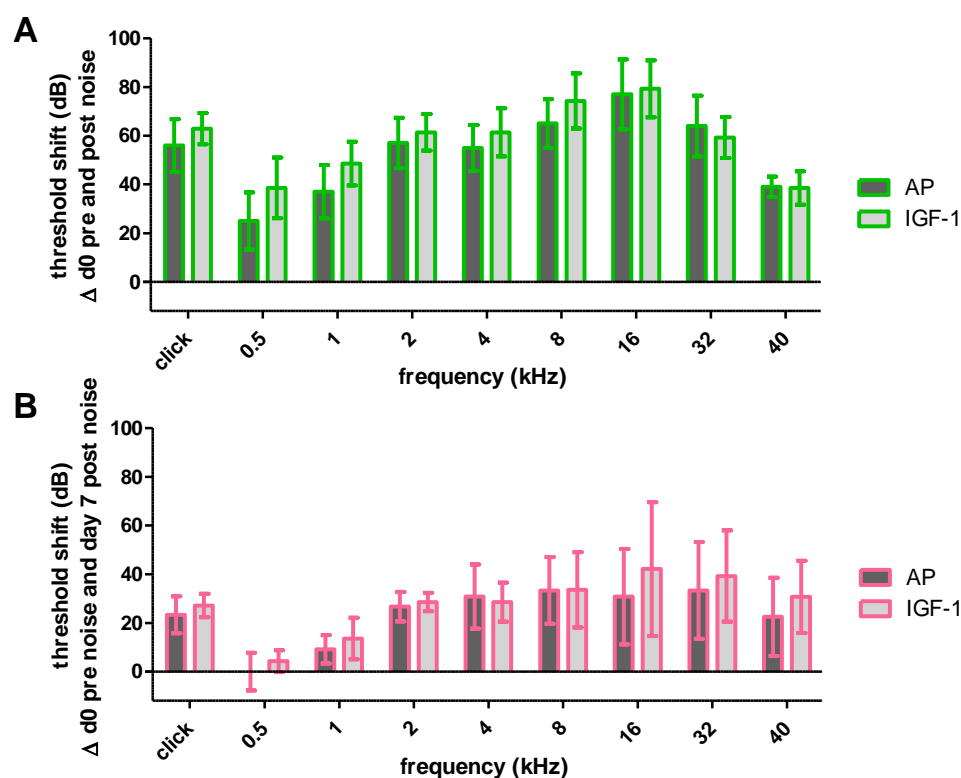 A
threshold shift (dB)
Δ d0 pre and post noise
100
80
60
40
20
0
click
0.5
1
2
4
8
16
32
40
frequency (kHz)
AP
IGF-1
B
threshold shift (dB)
Δ d0 pre noise and day 7 post noise
100
80
60
40
20
0
click
0.5
1
2
4
8
16
32
40
frequency (kHz)
AP
IGF-1